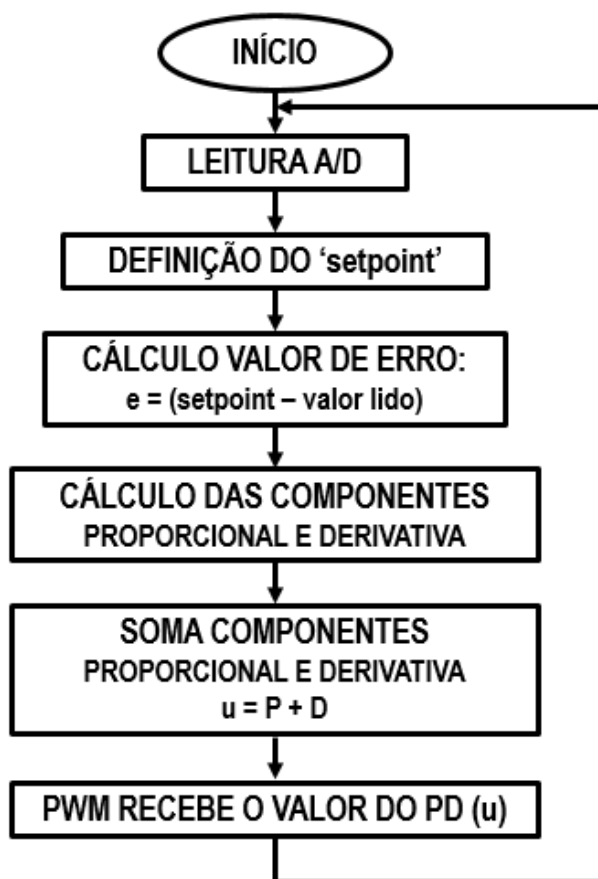 INÍCIO
LEITURA A/D
DEFINIÇÃO DO ‘setpoint’
CÁLCULO VALOR DE ERRO:
e = (setpoint – valor lido)
CÁLCULO DAS COMPONENTES
PROPORCIONAL E DERIVATIVA
SOMA COMPONENTES
PROPORCIONAL E DERIVATIVA
u = P + D
PWM RECEBE O VALOR DO PD (u)